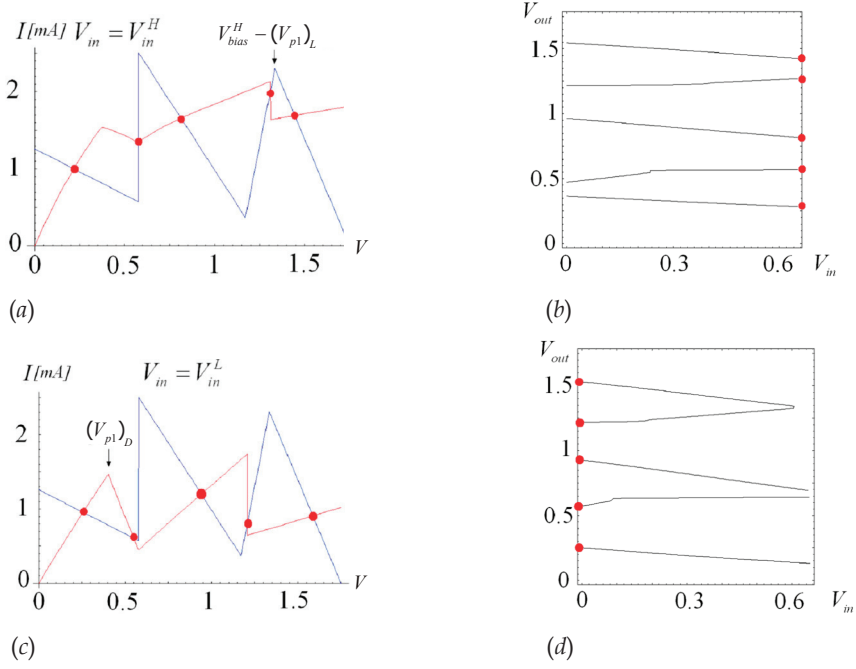 I [mA] V_in = V_in^H
V_bias^H − (V_p1)_L
2
1
0
0 0.5 1 1.5 V
(a)
V_out
1.5
1
0.5
0
0 0.3 0.6 V_in
(b)
I [mA] V_in = V_in^L
(V_p1)_D
2
1
0
0 0.5 1 1.5 V
(c)
V_out
1.5
1
0.5
0
0 0.3 0.6 V_in
(d)